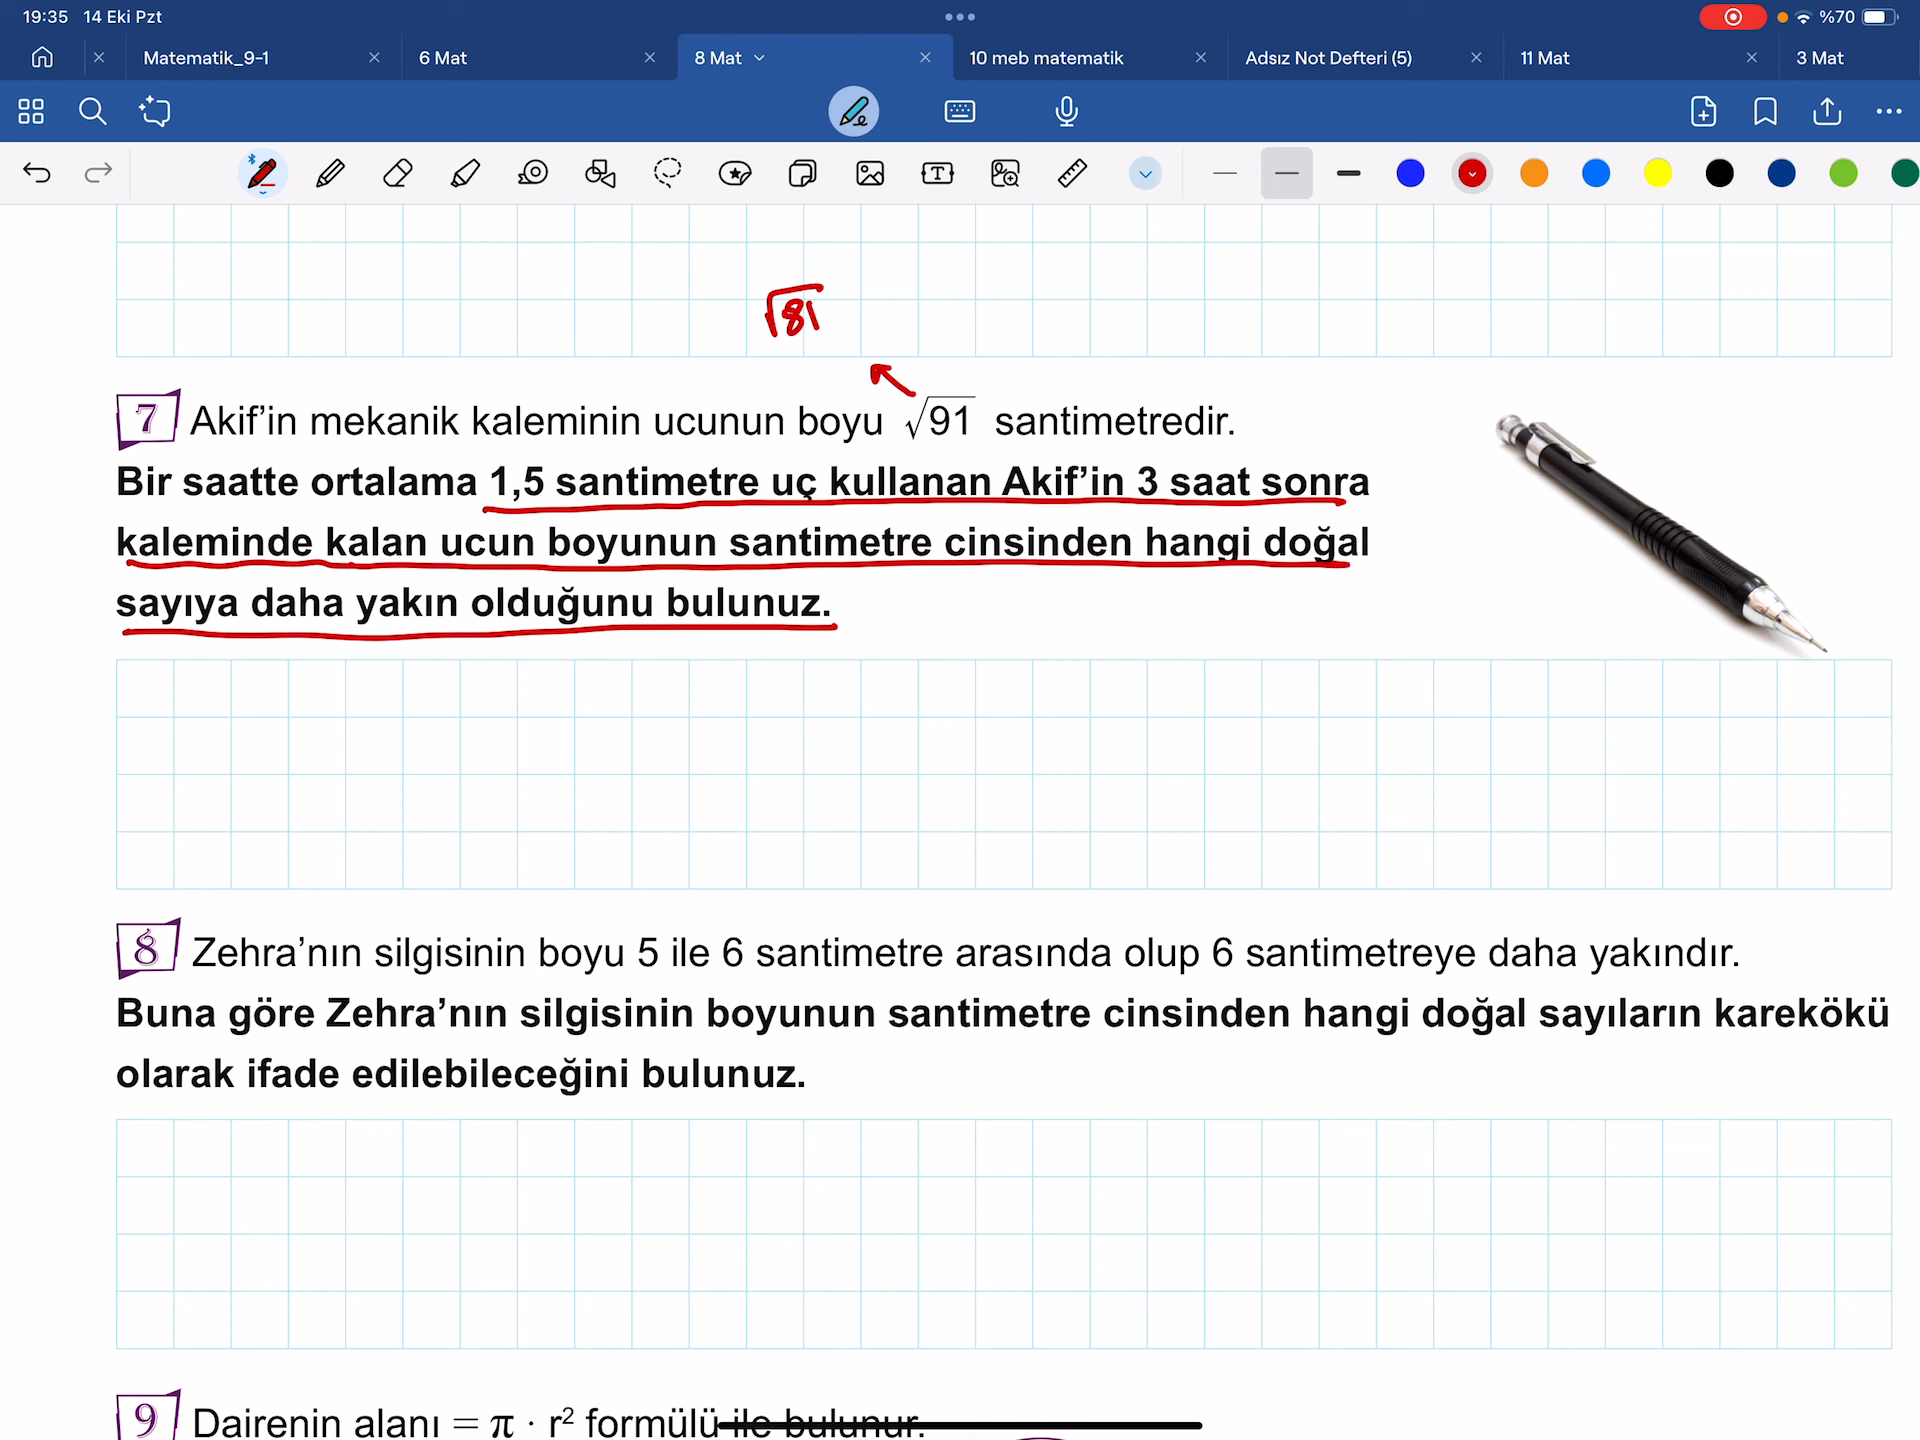 19:35 14 Eki Pzt
%70
Matematik_9-1
6 Mat
8 Mat
10 meb matematik
Adsız Not Defteri (5)
11 Mat
3 Mat
√81
7 Akif’in mekanik kaleminin ucunun boyu √91 santimetredir.
Bir saatte ortalama 1,5 santimetre uç kullanan Akif’in 3 saat sonra
kaleminde kalan ucun boyunun santimetre cinsinden hangi doğal
sayıya daha yakın olduğunu bulunuz.
8 Zehra’nın silgisinin boyu 5 ile 6 santimetre arasında olup 6 santimetreye daha yakındır.
Buna göre Zehra’nın silgisinin boyunun santimetre cinsinden hangi doğal sayıların karekökü
olarak ifade edilebileceğini bulunuz.
9 Dairenin alanı = π · r² formülü ile bulunur.